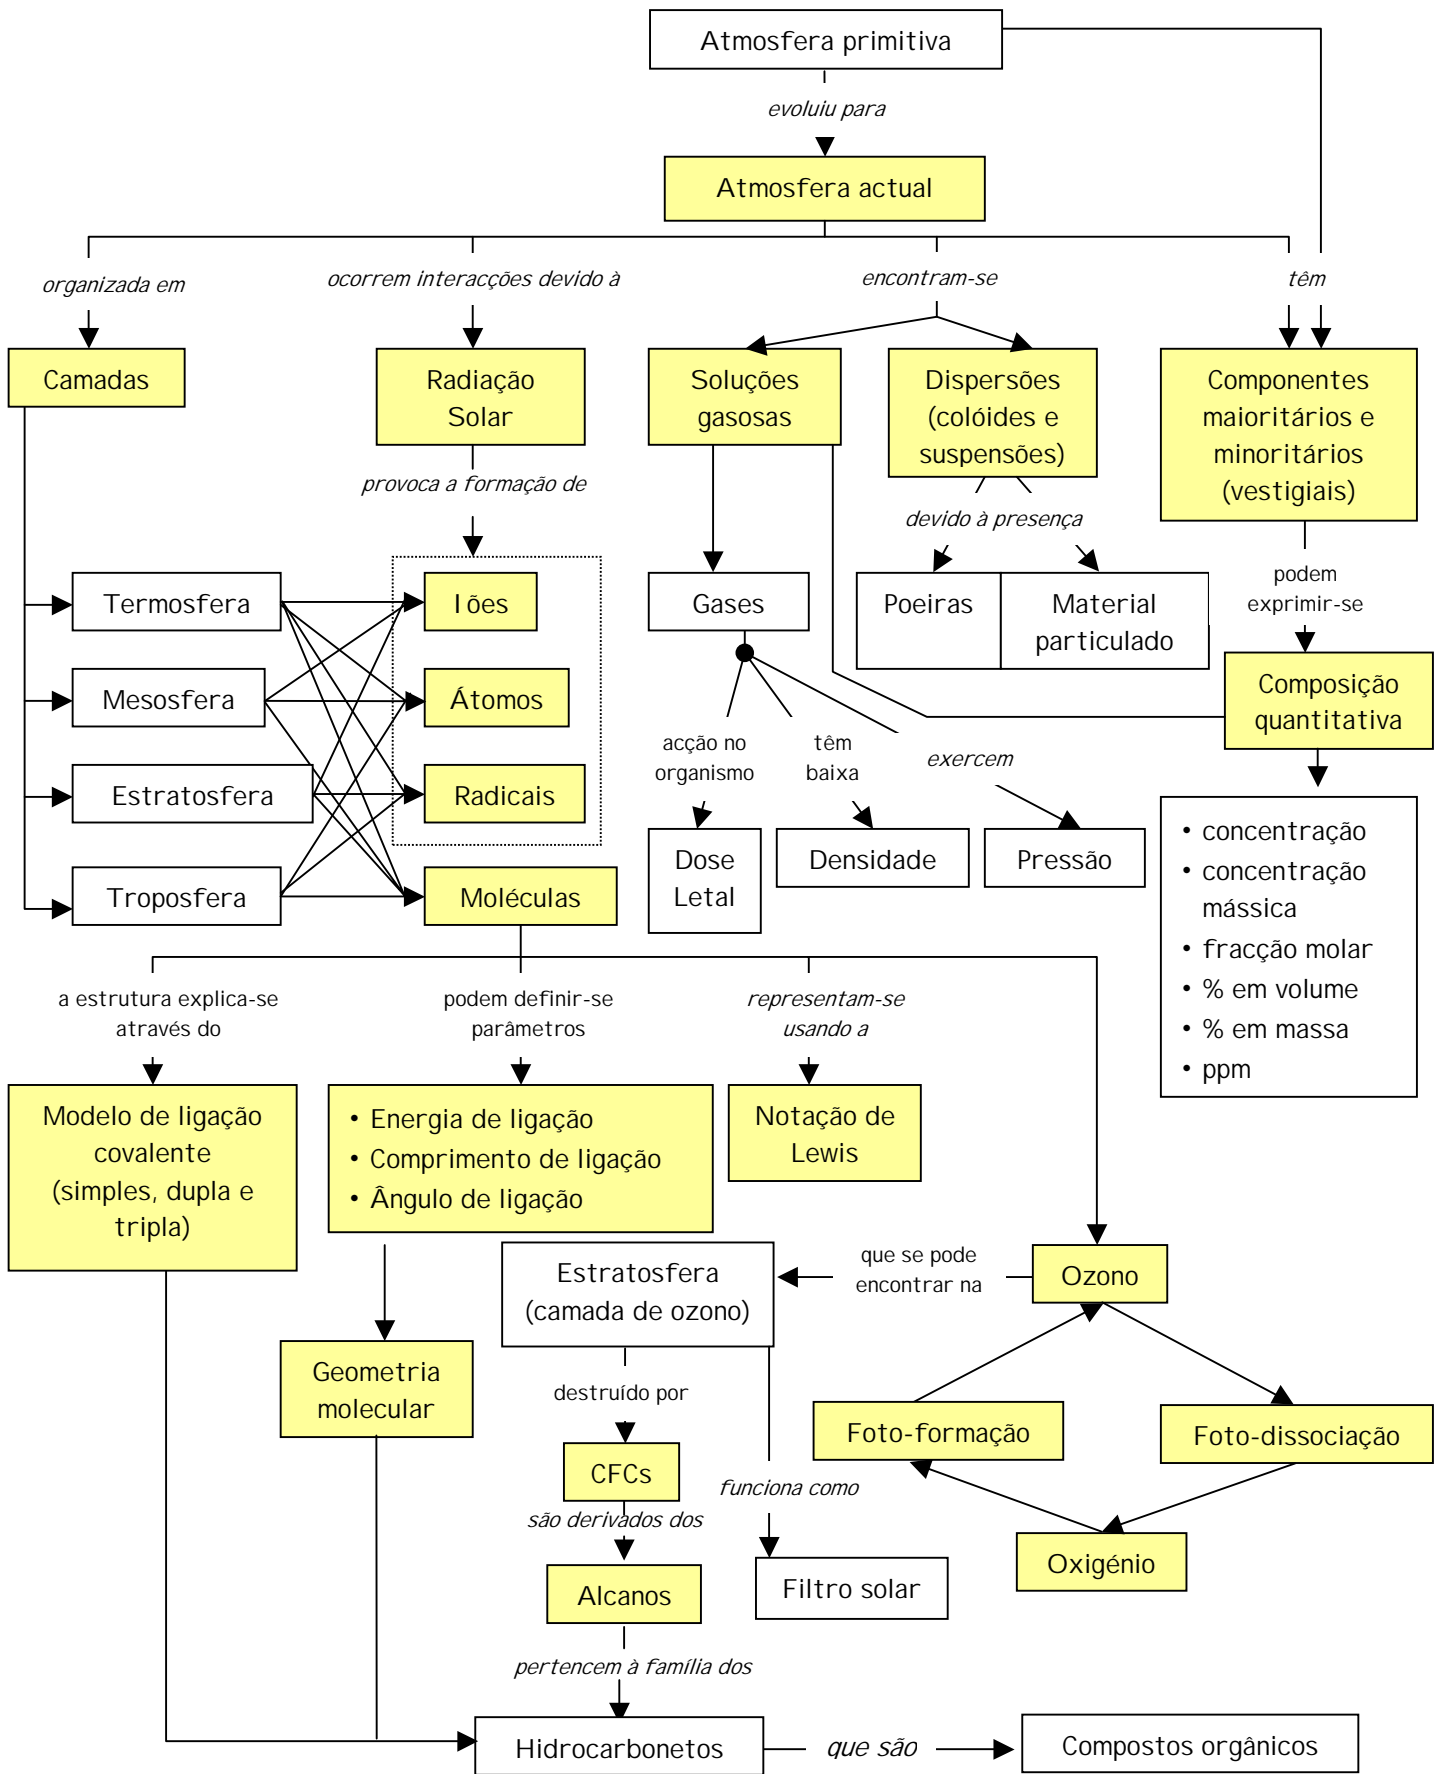 Atmosfera primitiva
evoluiu para
Atmosfera actual
organizada em
ocorrem interacções devido à
encontram-se
têm
Camadas
Radiação
Solar
Soluções
gasosas
Dispersões
(colóides e
suspensões)
Componentes
maioritários e
minoritários
(vestigiais)
provoca a formação de
devido à presença
podem
exprimir-se
Termosfera
Iões
Gases
Poeiras
Material
particulado
Mesosfera
Átomos
Composição
quantitativa
acção no
organismo
têm
baixa
exercem
Estratosfera
Radicais
Dose
Letal
Densidade
Pressão
• concentração
• concentração
mássica
• fracção molar
• % em volume
• % em massa
• ppm
Troposfera
Moléculas
a estrutura explica-se
através do
podem definir-se
parâmetros
representam-se
usando a
Modelo de ligação
covalente
(simples, dupla e
tripla)
• Energia de ligação
• Comprimento de ligação
• Ângulo de ligação
Notação de
Lewis
Estratosfera
(camada de ozono)
que se pode
encontrar na
Ozono
Geometria
molecular
destruído por
Foto-formação
Foto-dissociação
CFCs
funciona como
são derivados dos
Oxigénio
Alcanos
Filtro solar
pertencem à família dos
Hidrocarbonetos
que são
Compostos orgânicos